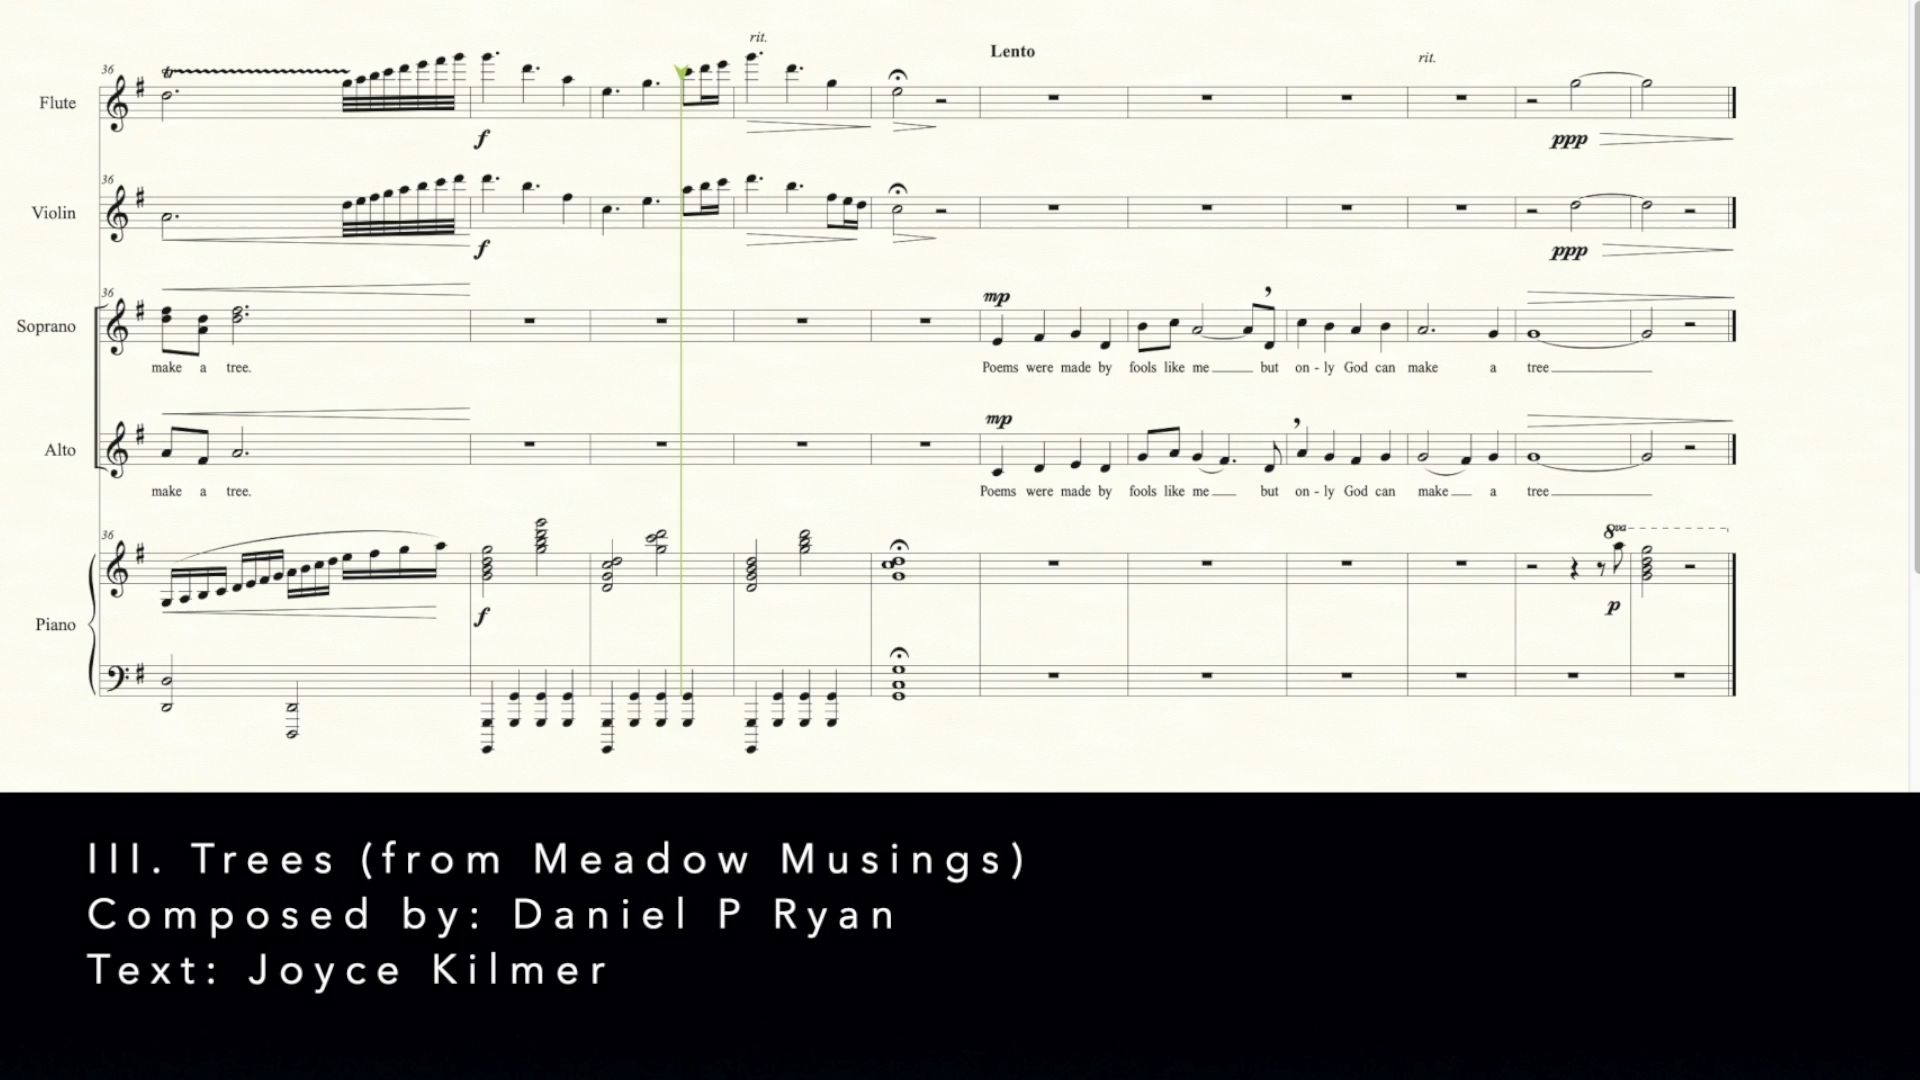 rit.
Lento
rit.
36
Flute
tr
f
ppp
36
Violin
f
ppp
36
Soprano
mp
,
make a tree.
Poems were made by fools like me but on - ly God can make a tree
Alto
mp
,
make a tree.
Poems were made by fools like me but on - ly God can make a tree
36
8va
Piano
f
p
III. Trees (from Meadow Musings)
Composed by: Daniel P Ryan
Text: Joyce Kilmer